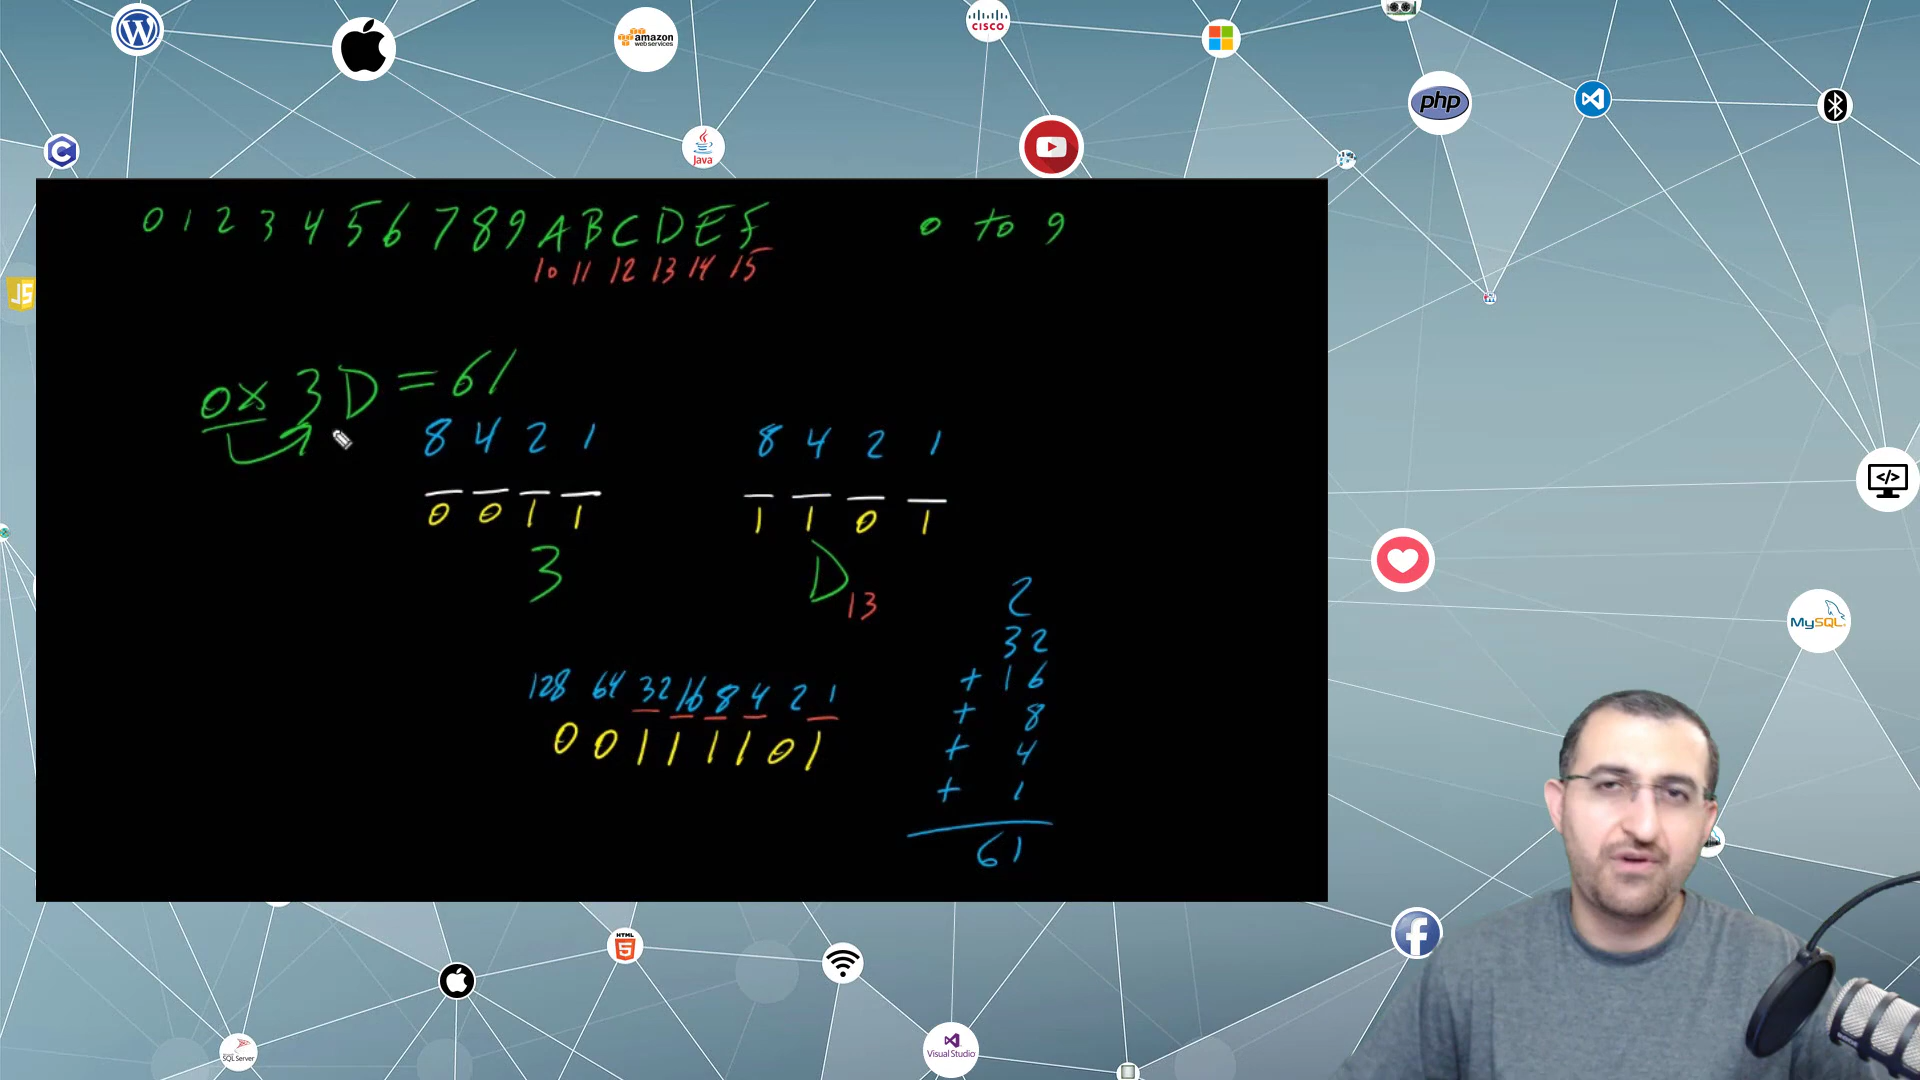 W
amazon
web services
CISCO
php
C
Java
JS
0 1 2 3 4 5 6 7 8 9 A B C D E F
0 to 9
10 11 12 13 14 15
0x 3D = 61
8 4 2 1
8 4 2 1
0 0 1 1
1 1 0 1
3
D 13
2
32
+ 16
+ 8
+ 4
+ 1
61
128 64 32 16 8 4 2 1
0 0 1 1 1 1 0 1
</>
MySQL
HTML
5
f
SQL Server
Visual Studio